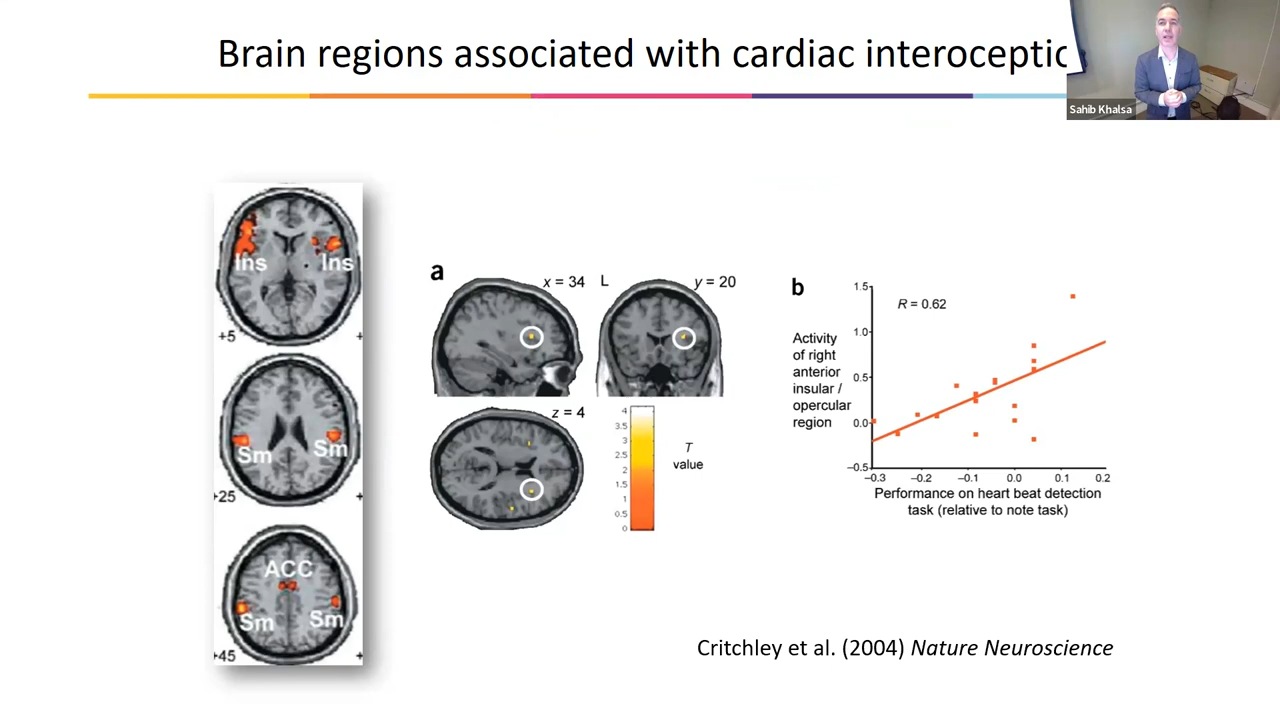 Brain regions associated with cardiac interoceptic
Sahib Khalsa
Ins
Ins
+5
+
Sm
Sm
+25
+
ACC
Sm
Sm
+45
+
a
x = 34
L
y = 20
z = 4
4
3.5
3
2.5
2
1.5
1
0.5
0
T
value
b
R = 0.62
Activity
of right
anterior
insular /
opercular
region
1.5
1.0
0.5
0.0
–0.5
–0.3
–0.2
–0.1
0.0
0.1
0.2
Performance on heart beat detection
task (relative to note task)
Critchley et al. (2004) Nature Neuroscience